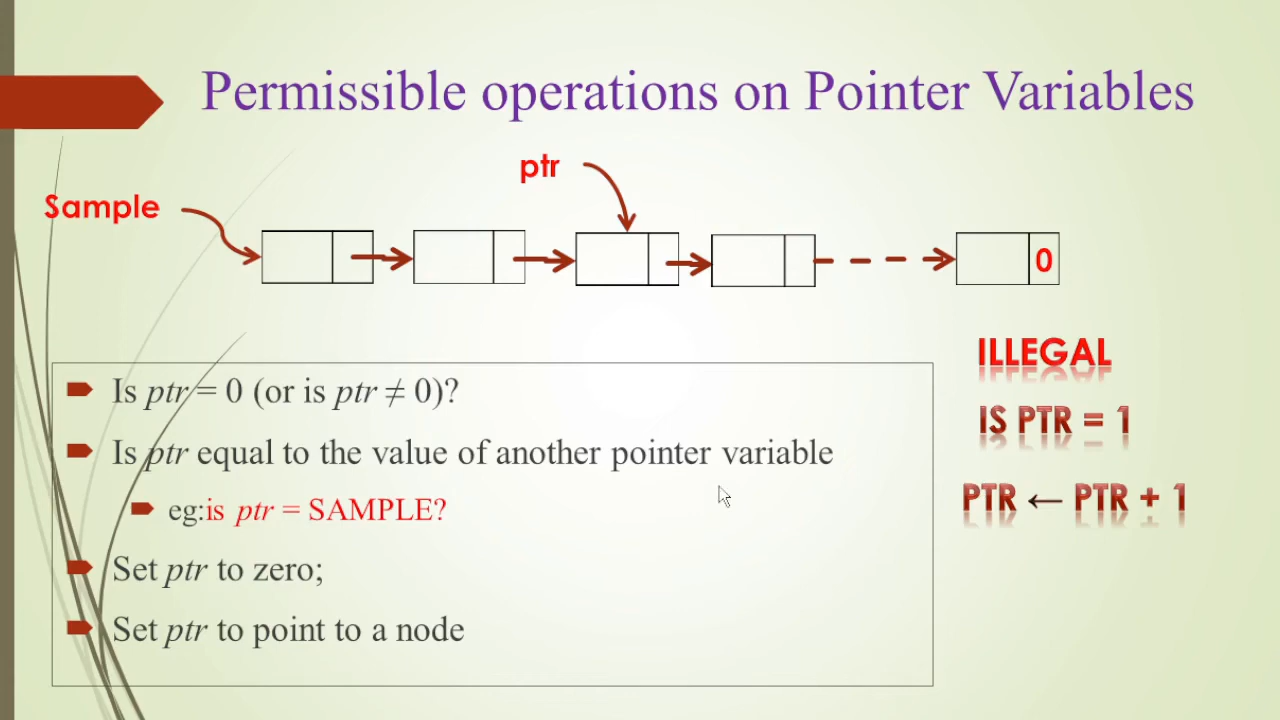 Permissible operations on Pointer Variables
ptr
Sample
0
Is ptr = 0 (or is ptr ≠ 0)?
Is ptr equal to the value of another pointer variable
eg:is ptr = SAMPLE?
Set ptr to zero;
Set ptr to point to a node
ILLEGAL
IS PTR = 1
PTR ← PTR + 1